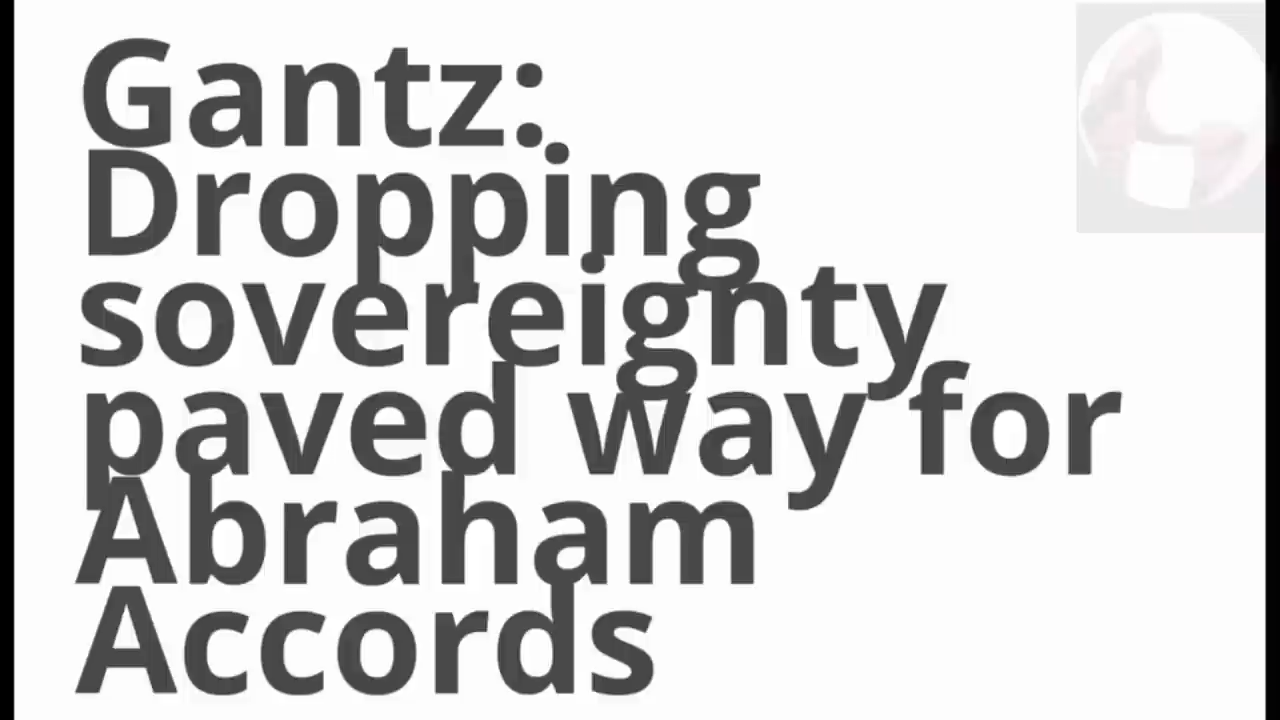 Gantz:
Dropping
sovereignty
paved way for
Abraham
Accords